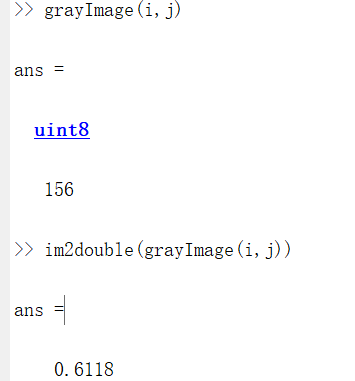 >> grayImage(i,j)
ans =
uint8
156
>> im2double(grayImage(i,j))
ans =
0.6118